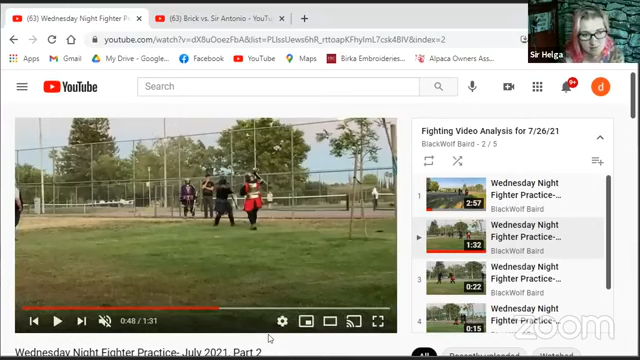 (63) Wednesday Night Fighter Pr
(63) Brick vs. Sir Antonio - YouTu
youtube.com/watch?v=dX8uOoezFbA&list=PLIssUews6hR_rttoapKFhyImL7csk4BIV&index=2
Apps
Gmail
My Drive - Google...
Facebook
YouTube
Maps
Birka Embroideries...
Alpaca Owners Ass...
Sir Helga
YouTube
Search
9+
d
Fighting Video Analysis for 7/26/21
BlackWolf Baird - 2 / 5
1
2:57
Wednesday Night
Fighter Practice-...
BlackWolf Baird
1:32
Wednesday Night
Fighter Practice-...
BlackWolf Baird
3
0:22
Wednesday Night
Fighter Practice-...
BlackWolf Baird
4
0:15
Wednesday Night
Fighter Practice-...
0:48 / 1:31
zoom
Wednesday Night Fighter Practice- July 2021, Part 2
All
Recently uploaded
Watched